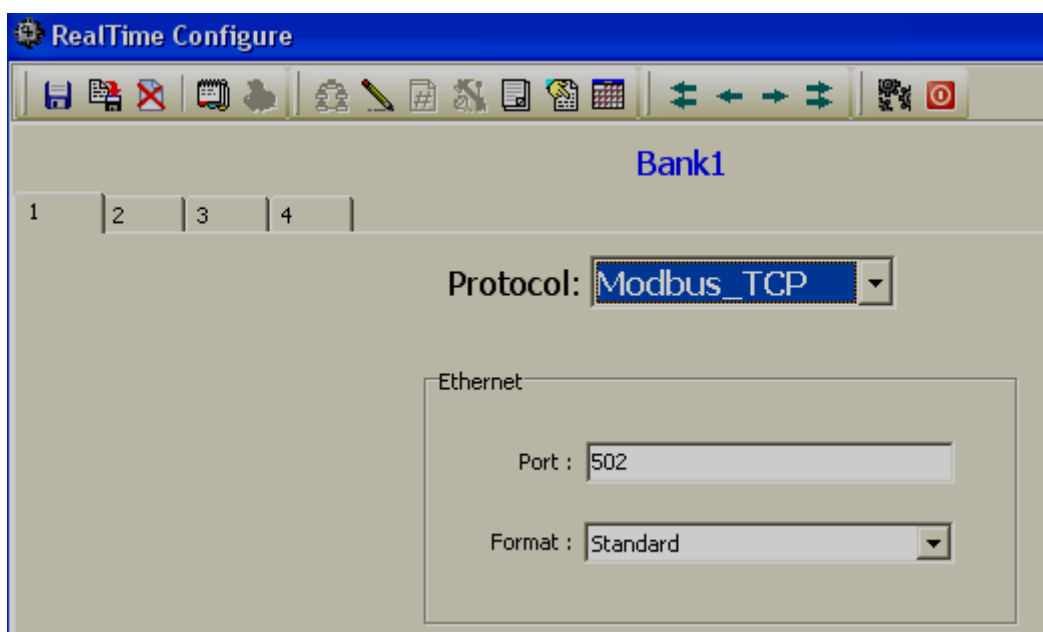 RealTime Configure
Bank1
1 2 3 4
Protocol: Modbus_TCP
Ethernet
Port : 502
Format : Standard